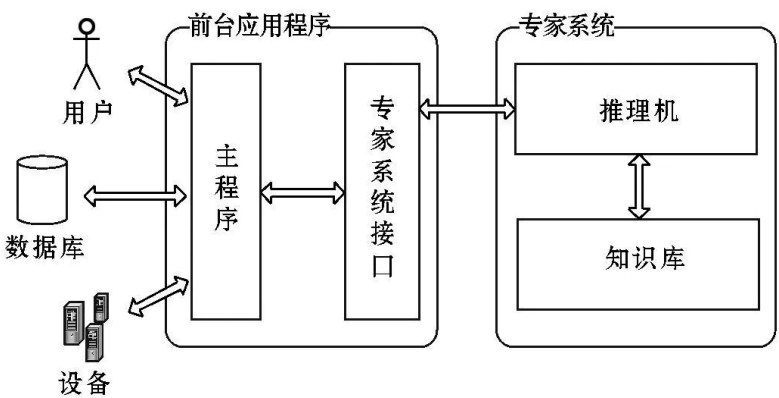 前台应用程序
专家系统
用户
主程序
专家系统接口
推理机
数据库
知识库
设备